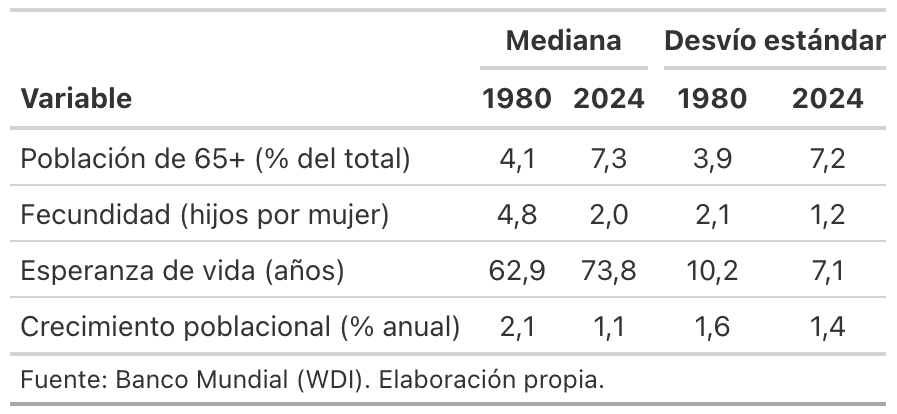 Mediana Desvío estándar
Variable 1980 2024 1980 2024
Población de 65+ (% del total) 4,1 7,3 3,9 7,2
Fecundidad (hijos por mujer) 4,8 2,0 2,1 1,2
Esperanza de vida (años) 62,9 73,8 10,2 7,1
Crecimiento poblacional (% anual) 2,1 1,1 1,6 1,4
Fuente: Banco Mundial (WDI). Elaboración propia.